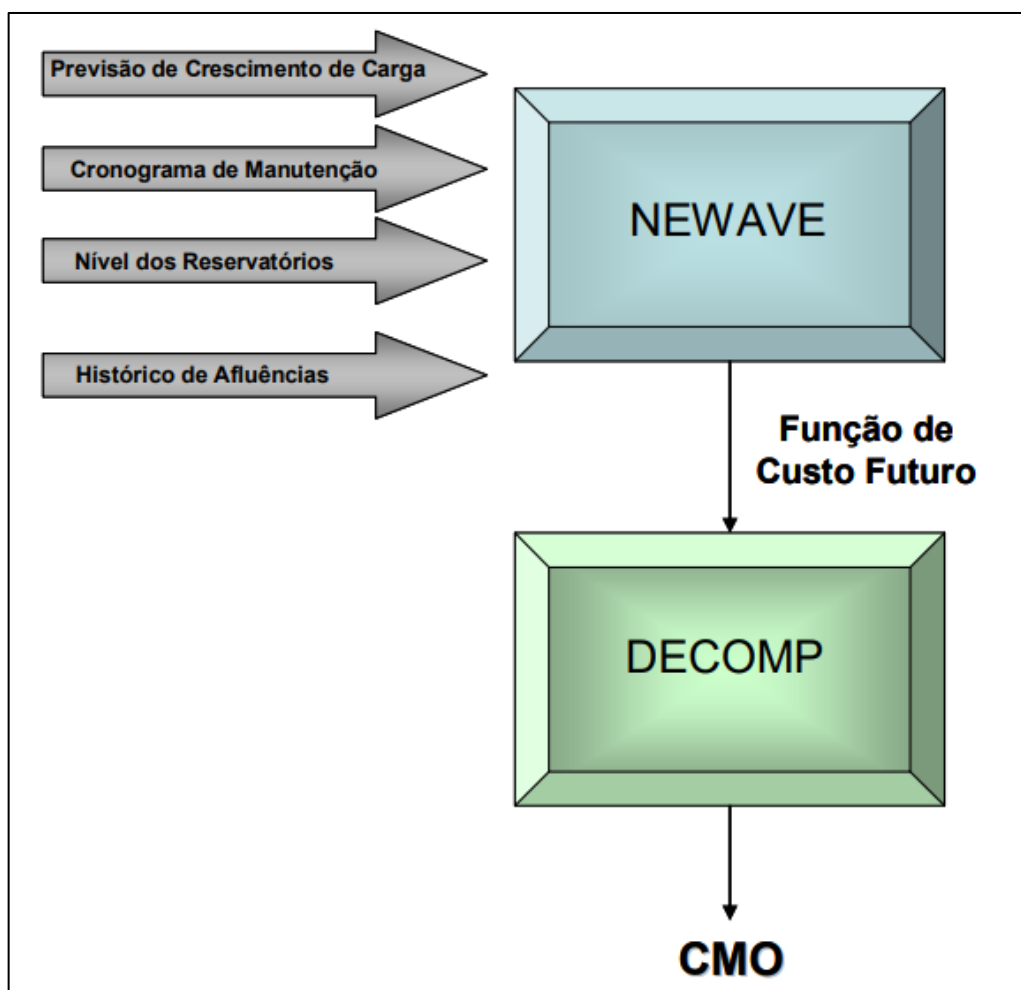 Previsão de Crescimento de Carga
Cronograma de Manutenção
Nível dos Reservatórios
Histórico de Afluências
NEWAVE
Função de
Custo Futuro
DECOMP
CMO